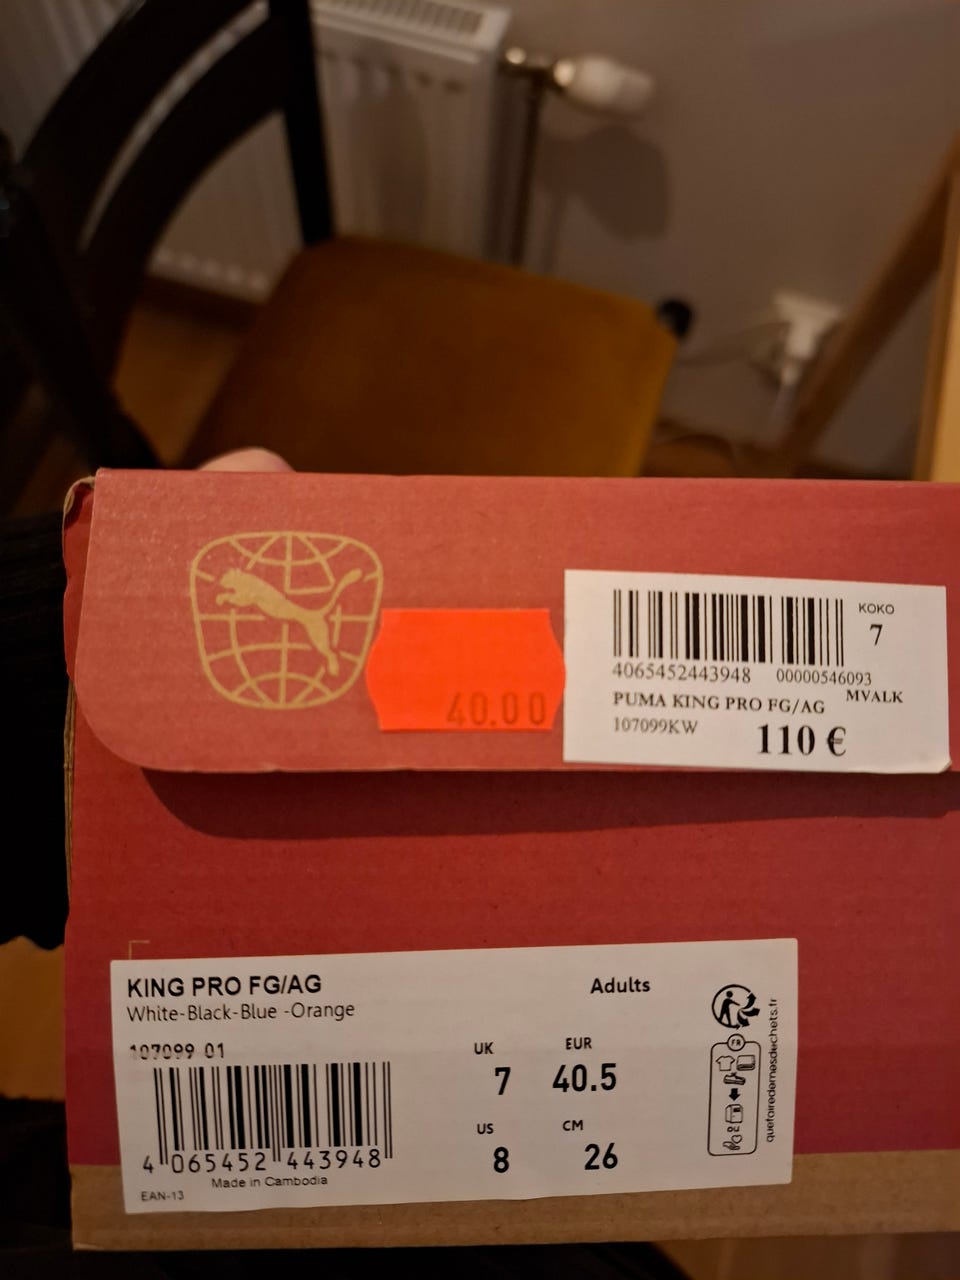 40.00
KOKO
7
4065452443948 00000546093
PUMA KING PRO FG/AG MVALK
107099KW 110 €
KING PRO FG/AG Adults
White-Black-Blue -Orange
107099 01
UK EUR
7 40.5
US CM
8 26
4 065452 443948
Made in Cambodia
EAN-13
FR
quefairedemesdechets.fr